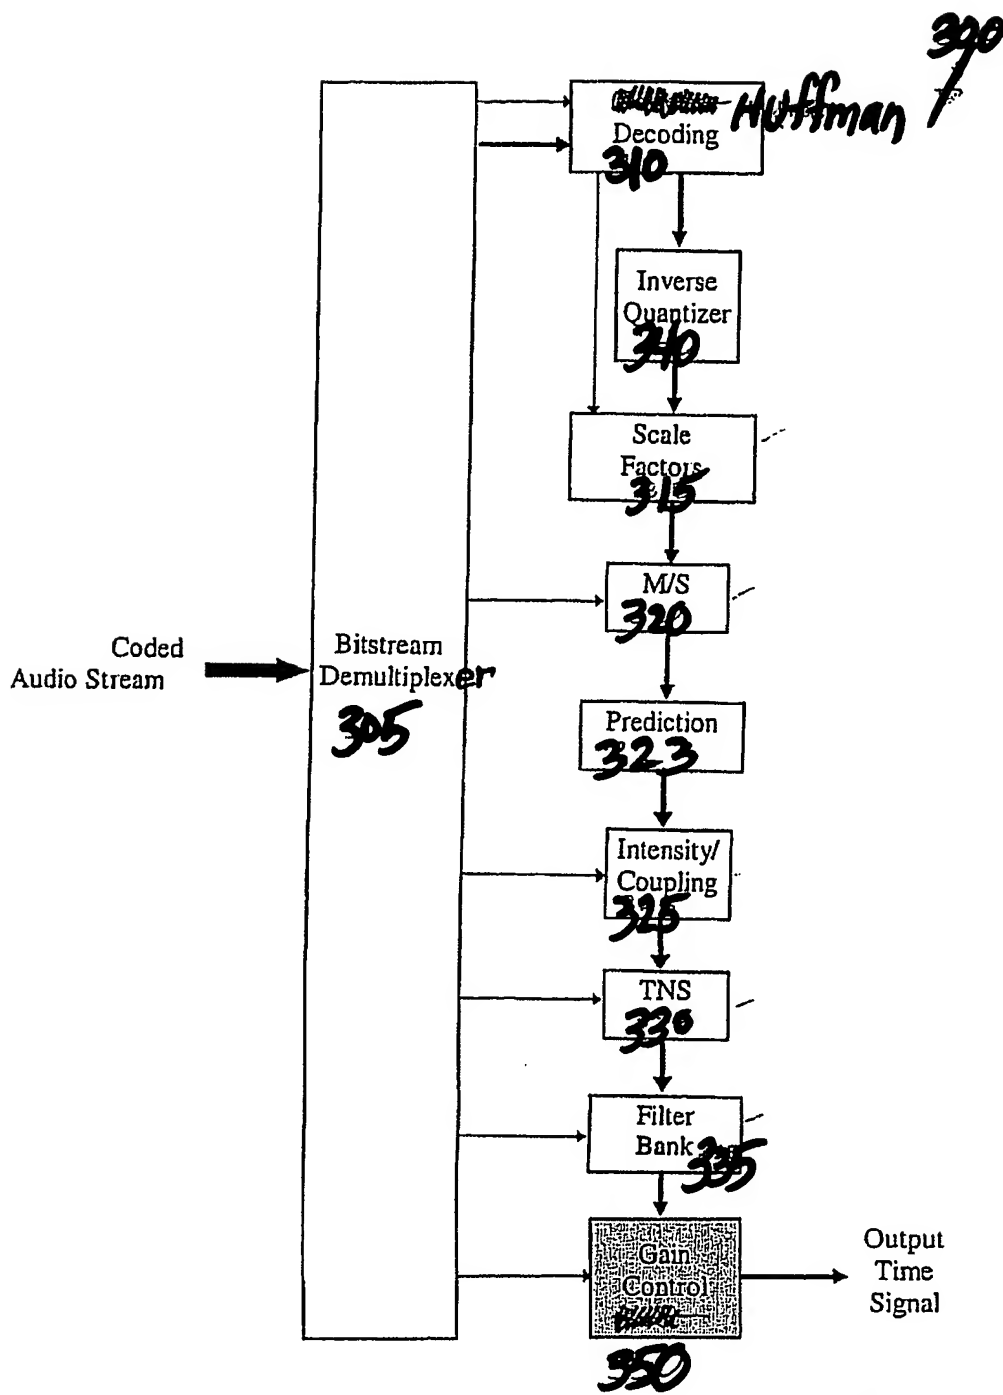 300
Huffman
Decoding
310
Inverse
Quantizer
340
Scale
Factors
315
M/S
320
Coded
Audio Stream
Bitstream
Demultiplexer
305
Prediction
323
Intensity/
Coupling
325
TNS
330
Filter
Bank
335
Gain
Control
350
Output
Time
Signal